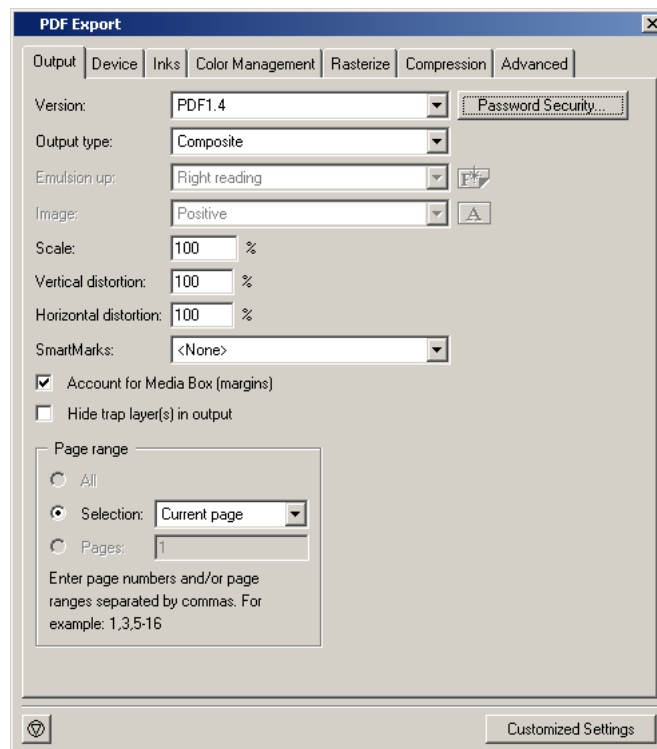 PDF Export
Output Device Inks Color Management Rasterize Compression Advanced
Version: PDF1.4 Password Security...
Output type: Composite
Emulsion up: Right reading F
Image: Positive A
Scale: 100 %
Vertical distortion: 100 %
Horizontal distortion: 100 %
SmartMarks: <None>
Account for Media Box (margins)
Hide trap layer(s) in output
Page range
All
Selection: Current page
Pages: 1
Enter page numbers and/or page
ranges separated by commas. For
example: 1,3,5-16
Customized Settings